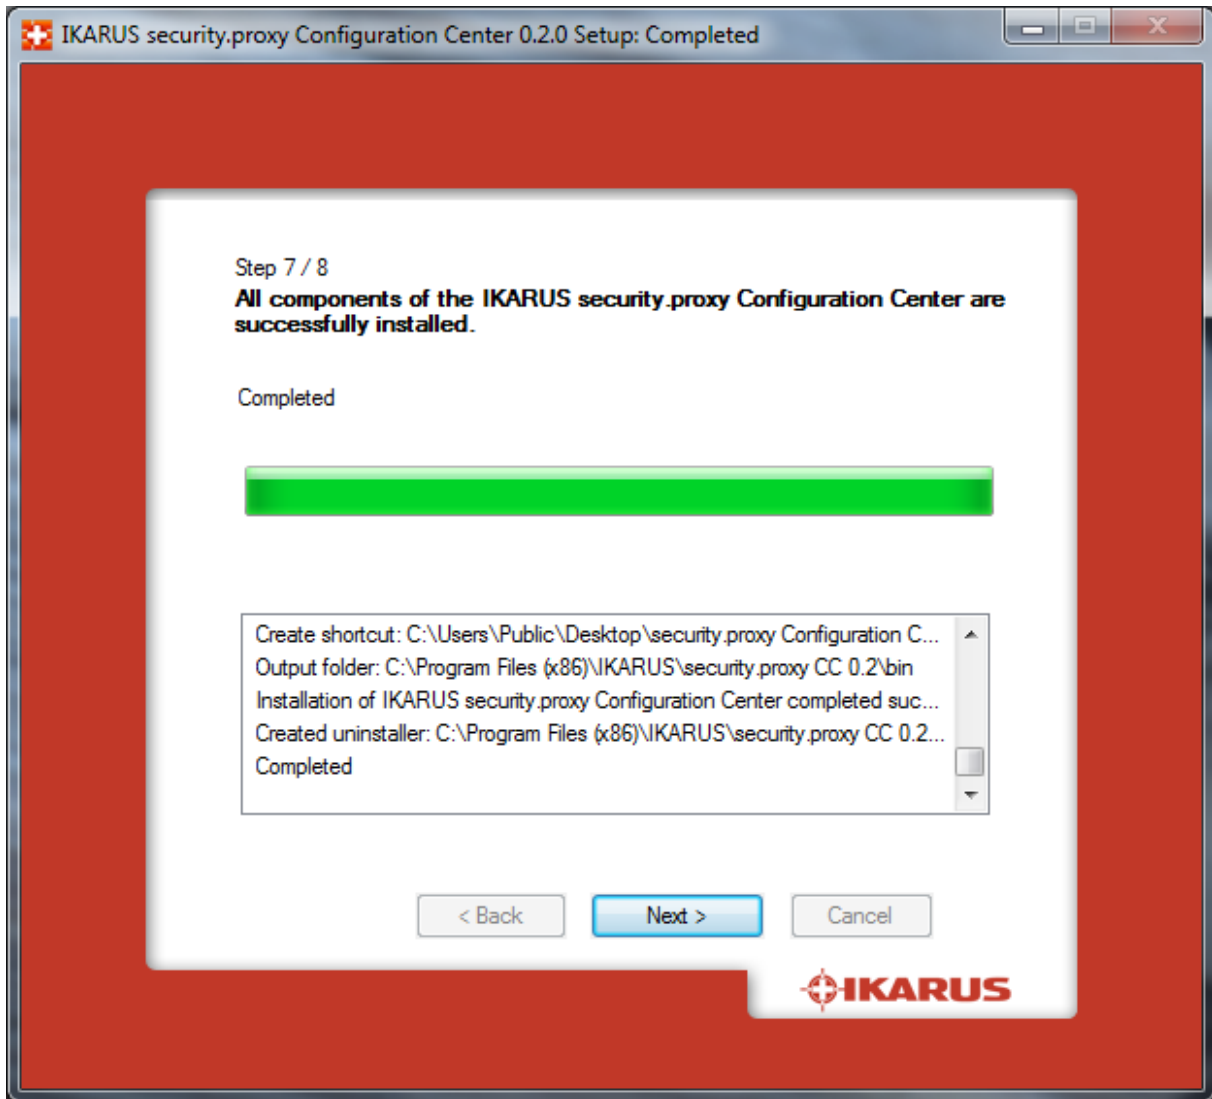 IKARUS security.proxy Configuration Center 0.2.0 Setup: Completed
Step 7 / 8
All components of the IKARUS security.proxy Configuration Center are
successfully installed.
Completed
Create shortcut: C:\Users\Public\Desktop\security.proxy Configuration C...
Output folder: C:\Program Files (x86)\IKARUS\security.proxy CC 0.2\bin
Installation of IKARUS security.proxy Configuration Center completed suc...
Created uninstaller: C:\Program Files (x86)\IKARUS\security.proxy CC 0.2...
Completed
< Back Next > Cancel
IKARUS